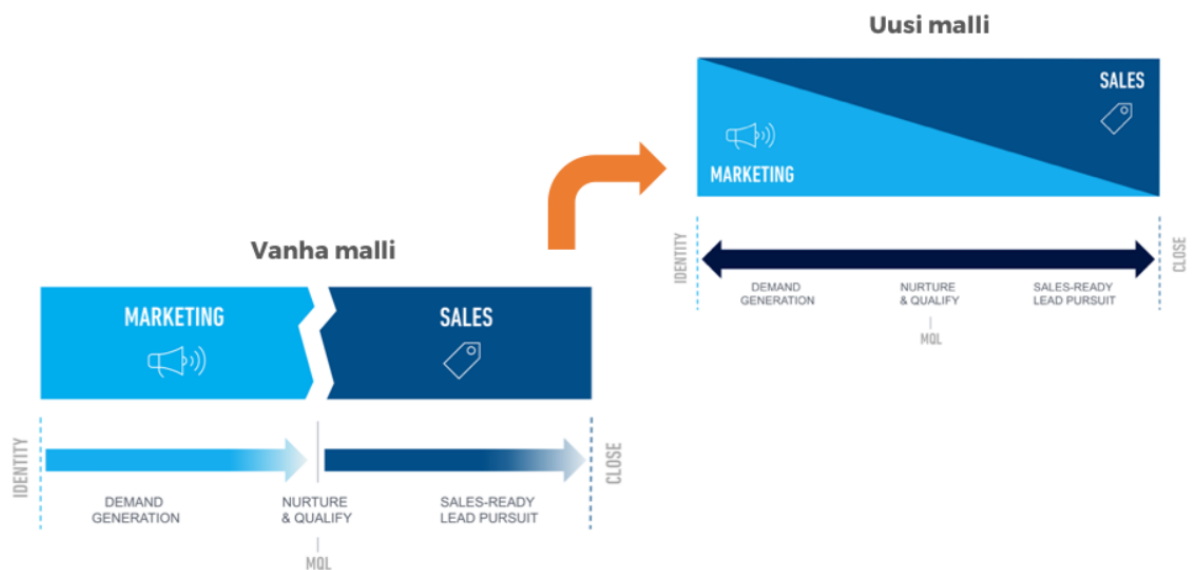 Uusi malli
SALES
MARKETING
IDENTITY
CLOSE
DEMAND
GENERATION
NURTURE
& QUALIFY
MQL
SALES-READY
LEAD PURSUIT
Vanha malli
MARKETING
SALES
IDENTITY
CLOSE
DEMAND
GENERATION
NURTURE
& QUALIFY
MQL
SALES-READY
LEAD PURSUIT